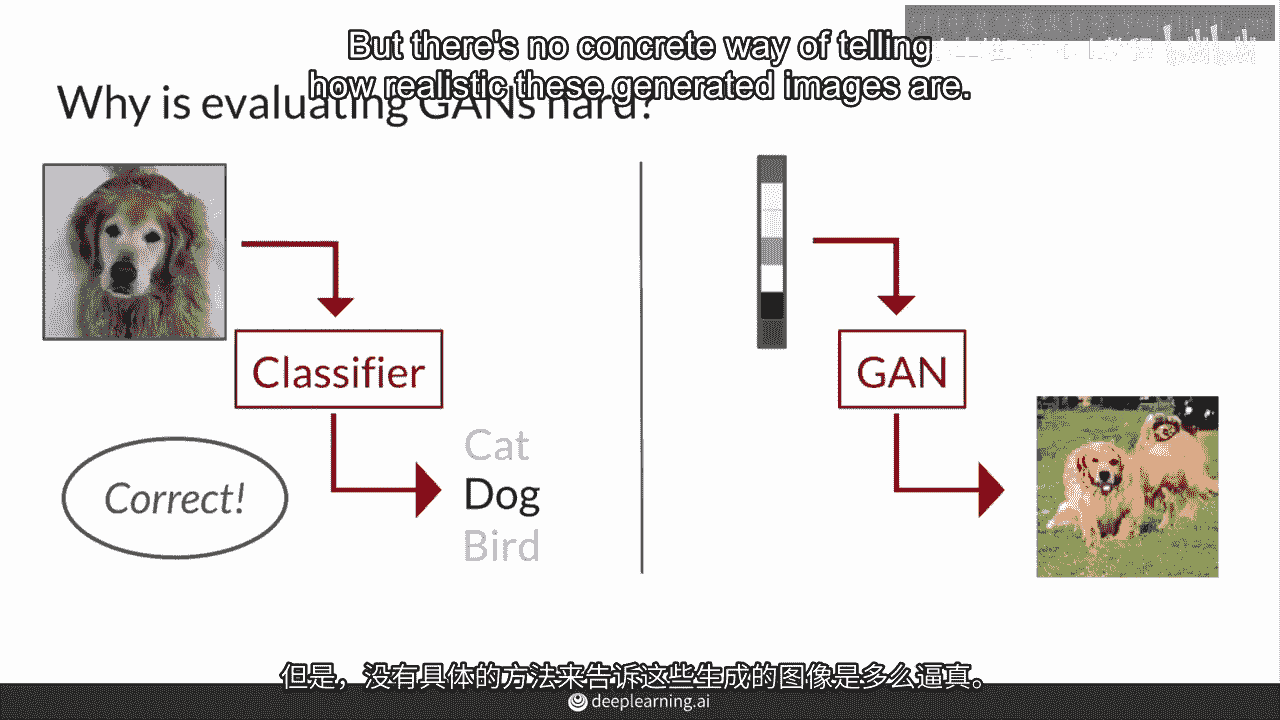 But there's no concrete way of telling
how realistic these generated images are.
Why is evaluating GANs hard?
Classifier
GAN
Cat
Dog
Bird
Correct!
但是，没有具体的方法来告诉这些生成的图像是多么逼真。
deeplearning.ai